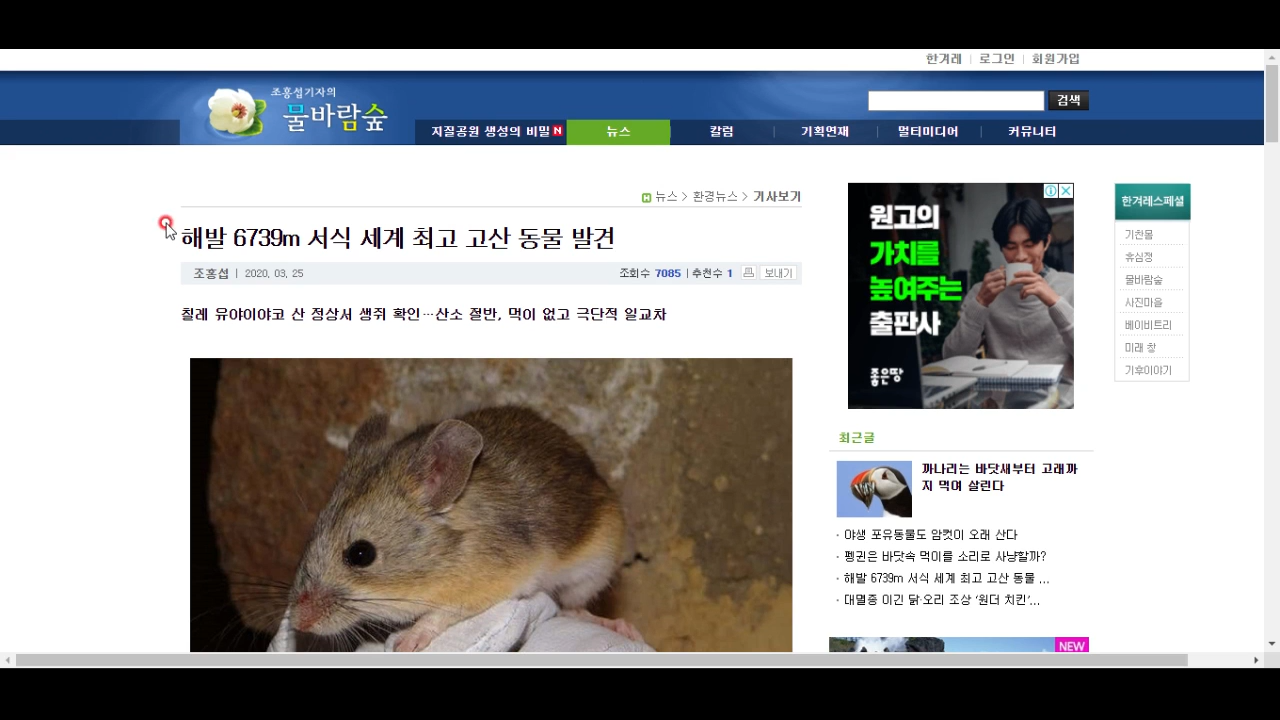 한겨레 | 로그인 | 회원가입
조홍섭기자의
물바람숲
검색
지질공원 생성의 비밀 N 뉴스 칼럼 | 기획연재 | 멀티미디어 | 커뮤니티
H 뉴스 > 환경뉴스 > 기사보기
해발 6739m 서식 세계 최고 고산 동물 발견
조홍섭 | 2020. 03. 25
조회수 7085 | 추천수 1 보내기
칠레 유야이야코 산 정상서 생쥐 확인…산소 절반, 먹이 없고 극단적 일교차
원고의
가치를
높여주는
출판사
좋은땅
한겨레스페셜
기찬몸
휴심정
물바람숲
사진마을
베이비트리
미래 창
기후이야기
최근글
까나리는 바닷새부터 고래까
지 먹여 살린다
· 야생 포유동물도 암컷이 오래 산다
· 펭귄은 바닷속 먹이를 소리로 사냥할까?
· 해발 6739m 서식 세계 최고 고산 동물 ...
· 대멸종 이긴 닭·오리 조상 ‘원더 치킨’...
NEW